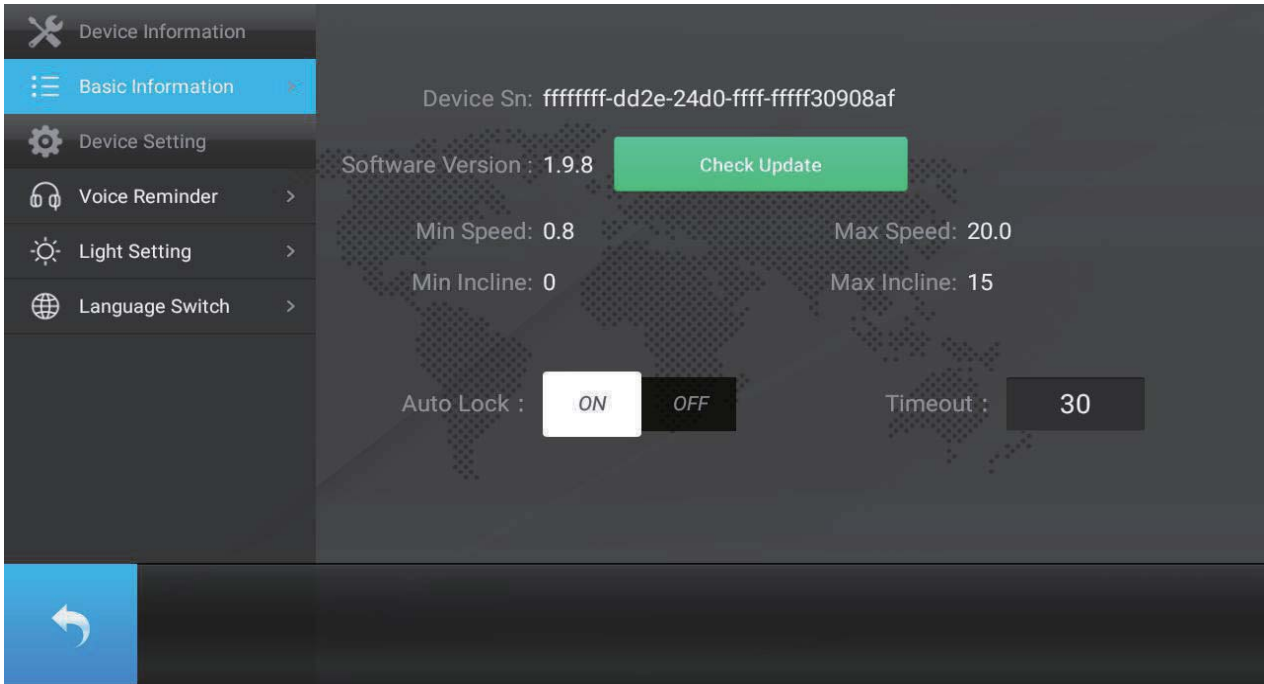 Device Information
Basic Information >
Device Setting
Voice Reminder >
Light Setting >
Language Switch >
Device Sn: ffffffff-dd2e-24d0-ffff-fffff30908af
Software Version : 1.9.8 Check Update
Min Speed: 0.8 Max Speed: 20.0
Min Incline: 0 Max Incline: 15
Auto Lock : ON OFF Timeout : 30